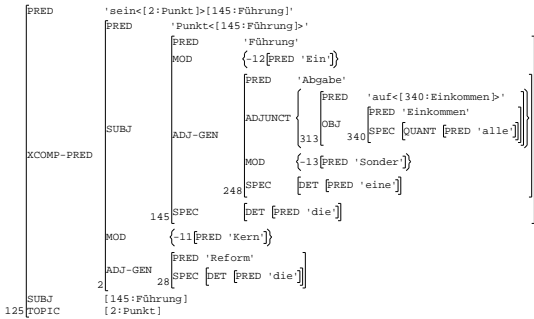 PRED 'sein<[2:Punkt]>[145:Führung]'
PRED 'Punkt<[145:Führung]>'
PRED 'Führung'
MOD {-12[PRED 'Ein']}
PRED 'Abgabe'
PRED 'auf<[340:Einkommen]>'
ADJUNCT PRED 'Einkommen'
OBJ
SUBJ ADJ-GEN 313 340 SPEC [QUANT [PRED 'alle']]
XCOMP-PRED MOD {-13[PRED 'Sonder']}
248 SPEC [DET [PRED 'eine']]
145 SPEC [DET [PRED 'die']]
MOD {-11[PRED 'Kern']}
PRED 'Reform'
ADJ-GEN
2 28 SPEC [DET [PRED 'die']]
SUBJ [145:Führung]
125 TOPIC [2:Punkt]